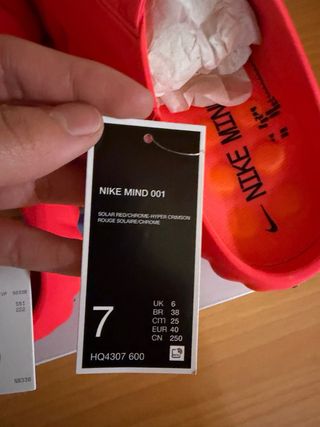 NIKE MIND
NIKE MIND 001
SOLAR RED/CHROME-HYPER CRIMSON
ROUGE SOLAIRE/CHROME
7
UK 6
BR 38
cm 25
EUR 40
CN 250
HQ4307 600